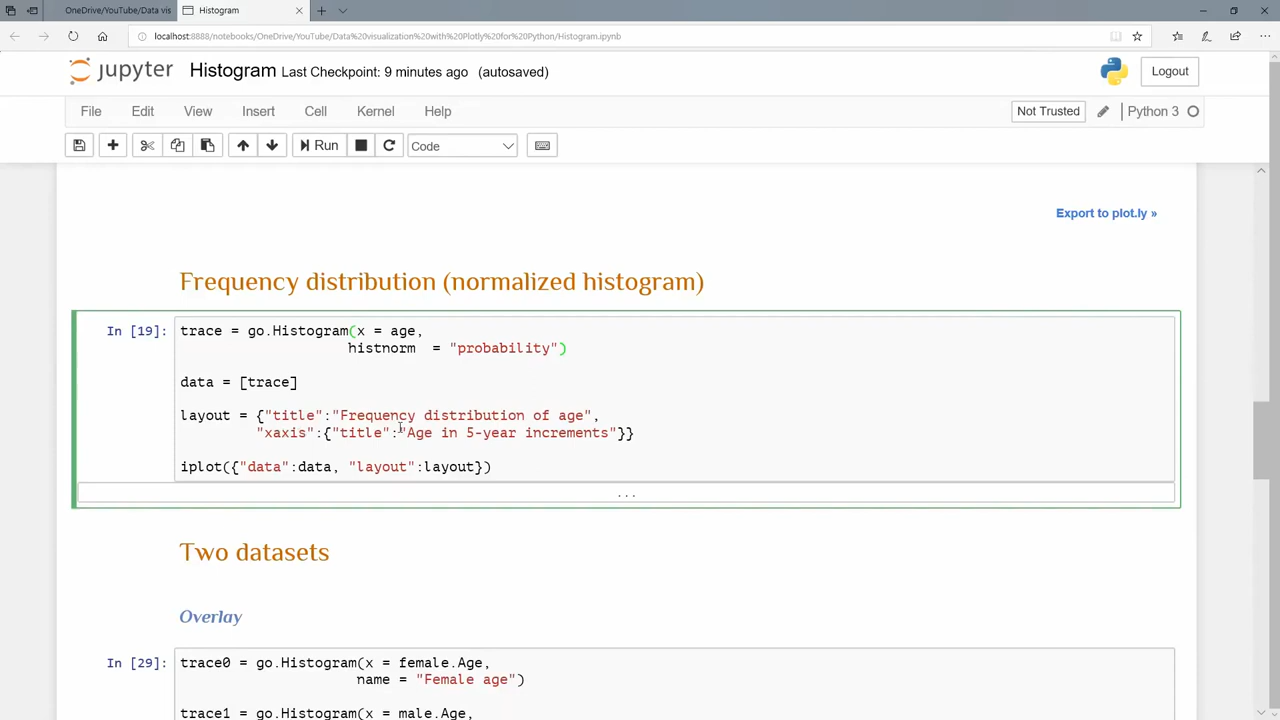 OneDrive/YouTube/Data vis
Histogram
localhost:8888/notebooks/OneDrive/YouTube/Data%20visualization%20with%20Plotly%20for%20Python/Histogram.ipynb
jupyter Histogram Last Checkpoint: 9 minutes ago (autosaved)
Logout
File Edit View Insert Cell Kernel Help
Not Trusted Python 3
Run Code
Export to plot.ly »
Frequency distribution (normalized histogram)
In [19]: trace = go.Histogram(x = age,
histnorm = "probability")
data = [trace]
layout = {"title":"Frequency distribution of age",
"xaxis":{"title":"Age in 5-year increments"}}
iplot({"data":data, "layout":layout})
...
Two datasets
Overlay
In [29]: trace0 = go.Histogram(x = female.Age,
name = "Female age")
trace1 = go.Histogram(x = male.Age,